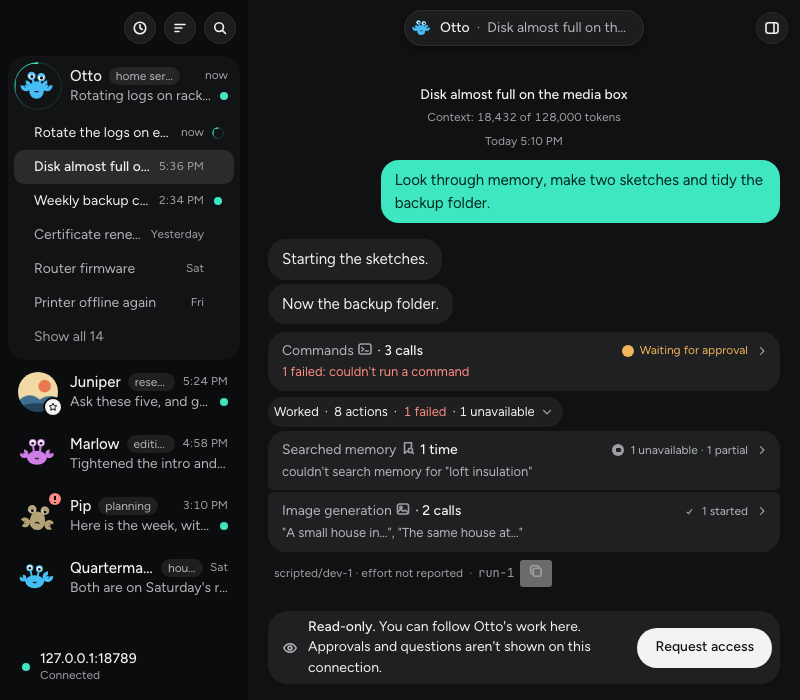 Otto home ser... now
Rotating logs on rack...
Rotate the logs on e... now
Disk almost full o... 5:36 PM
Weekly backup c... 2:34 PM
Certificate rene... Yesterday
Router firmware Sat
Printer offline again Fri
Show all 14
Juniper rese... 5:24 PM
Ask these five, and g...
Marlow editi... 4:58 PM
Tightened the intro and...
Pip planning 3:10 PM
Here is the week, wit...
Quarterma... hou... Sat
Both are on Saturday's r...
127.0.0.1:18789
Connected
Otto · Disk almost full on th...
Disk almost full on the media box
Context: 18,432 of 128,000 tokens
Today 5:10 PM
Look through memory, make two sketches and tidy the
backup folder.
Starting the sketches.
Now the backup folder.
Commands · 3 calls Waiting for approval
1 failed: couldn't run a command
Worked · 8 actions · 1 failed · 1 unavailable
Searched memory 1 time 1 unavailable · 1 partial
couldn't search memory for "loft insulation"
Image generation · 2 calls 1 started
"A small house in...", "The same house at..."
scripted/dev-1 · effort not reported · run-1
Read-only. You can follow Otto's work here.
Approvals and questions aren't shown on this
connection.
Request access